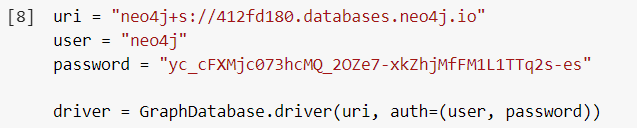 [8] uri = "neo4j+s://412fd180.databases.neo4j.io"
user = "neo4j"
password = "yc_cFXMjc073hcMQ_2OZe7-xkZhjMfFM1L1TTq2s-es"
driver = GraphDatabase.driver(uri, auth=(user, password))